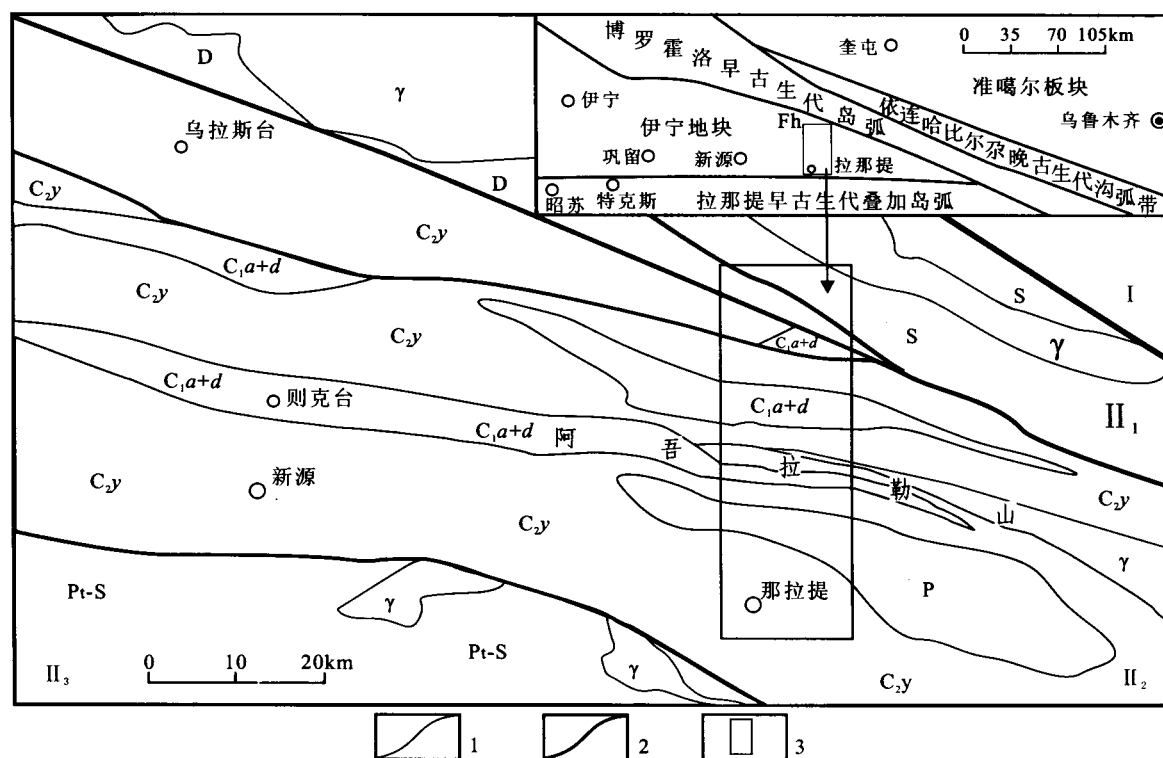 博罗霍洛早古生代岛弧
奎屯
0 35 70 105km
准噶尔板块
依连哈比尔尕晚古生代沟弧带
乌鲁木齐
伊宁
伊宁地块
Fh
巩留
新源
拉那提
昭苏
特克斯
拉那提早古生代叠加岛弧
D
γ
乌拉斯台
D
C₂y
C₂y
C₁a+d
C₂y
S
I
S
γ
C₂y
C₁a+d
C₁a+d
则克台
C₁a+d
II₁
C₁a+d
阿吾拉勒山
C₂y
新源
C₂y
C₂y
γ
P
那拉提
Pt-S
γ
Pt-S
γ
II₃
0 10 20km
C₂y
II₂
1
2
3